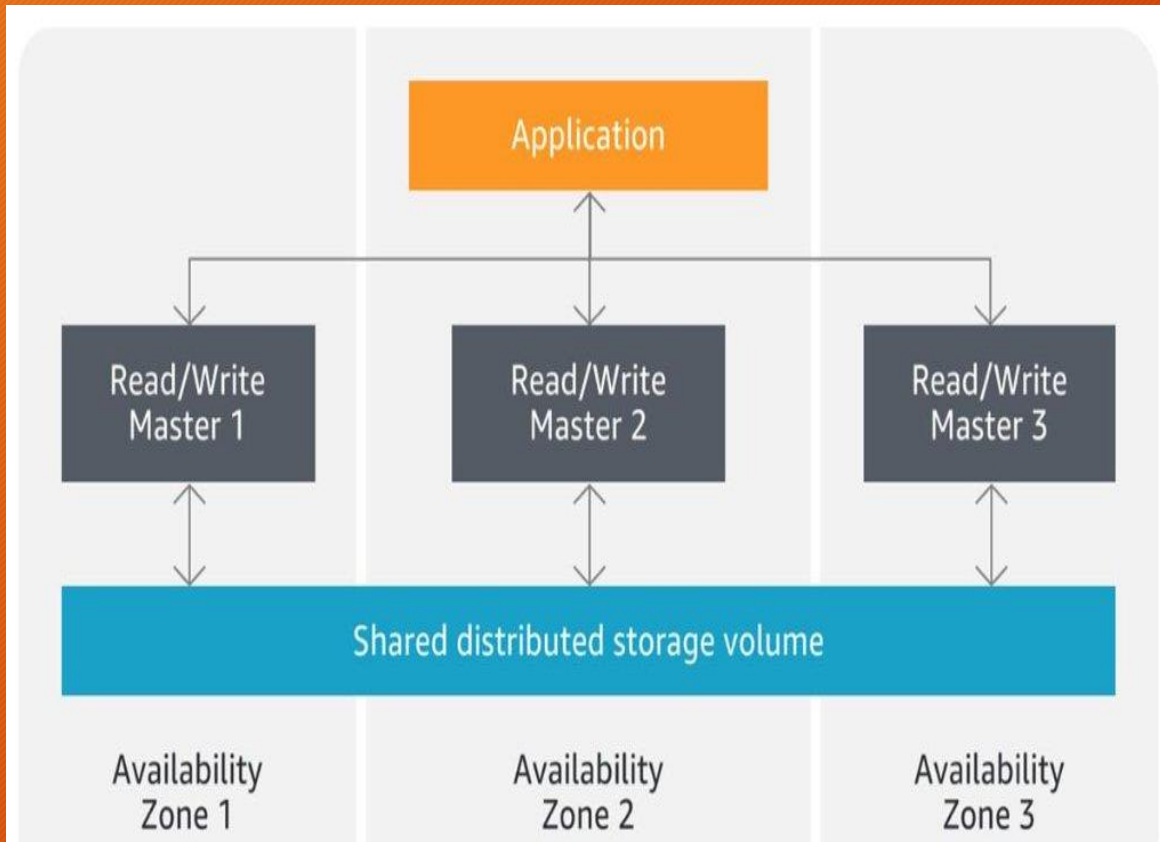 Application
Read/Write
Master 1
Read/Write
Master 2
Read/Write
Master 3
Shared distributed storage volume
Availability
Zone 1
Availability
Zone 2
Availability
Zone 3